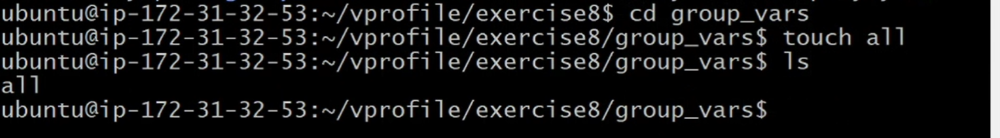 ubuntu@ip-172-31-32-53:~/vprofile/exercise8$ cd group_vars
ubuntu@ip-172-31-32-53:~/vprofile/exercise8/group_vars$ touch all
ubuntu@ip-172-31-32-53:~/vprofile/exercise8/group_vars$ ls
all
ubuntu@ip-172-31-32-53:~/vprofile/exercise8/group_vars$